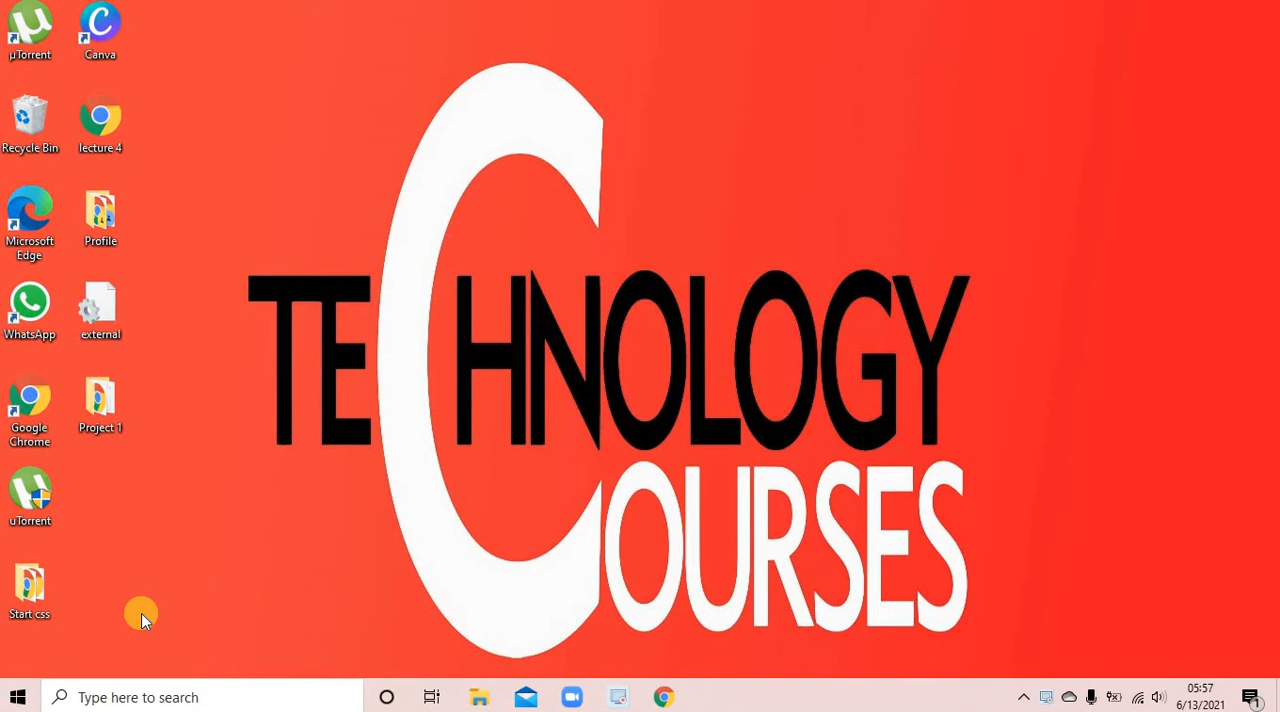 µTorrent
Canva
Recycle Bin
lecture 4
Microsoft
Edge
Profile
WhatsApp
external
Google
Chrome
Project 1
uTorrent
Start css
TECHNOLOGY
COURSES
Type here to search
05:57
6/13/2021
1